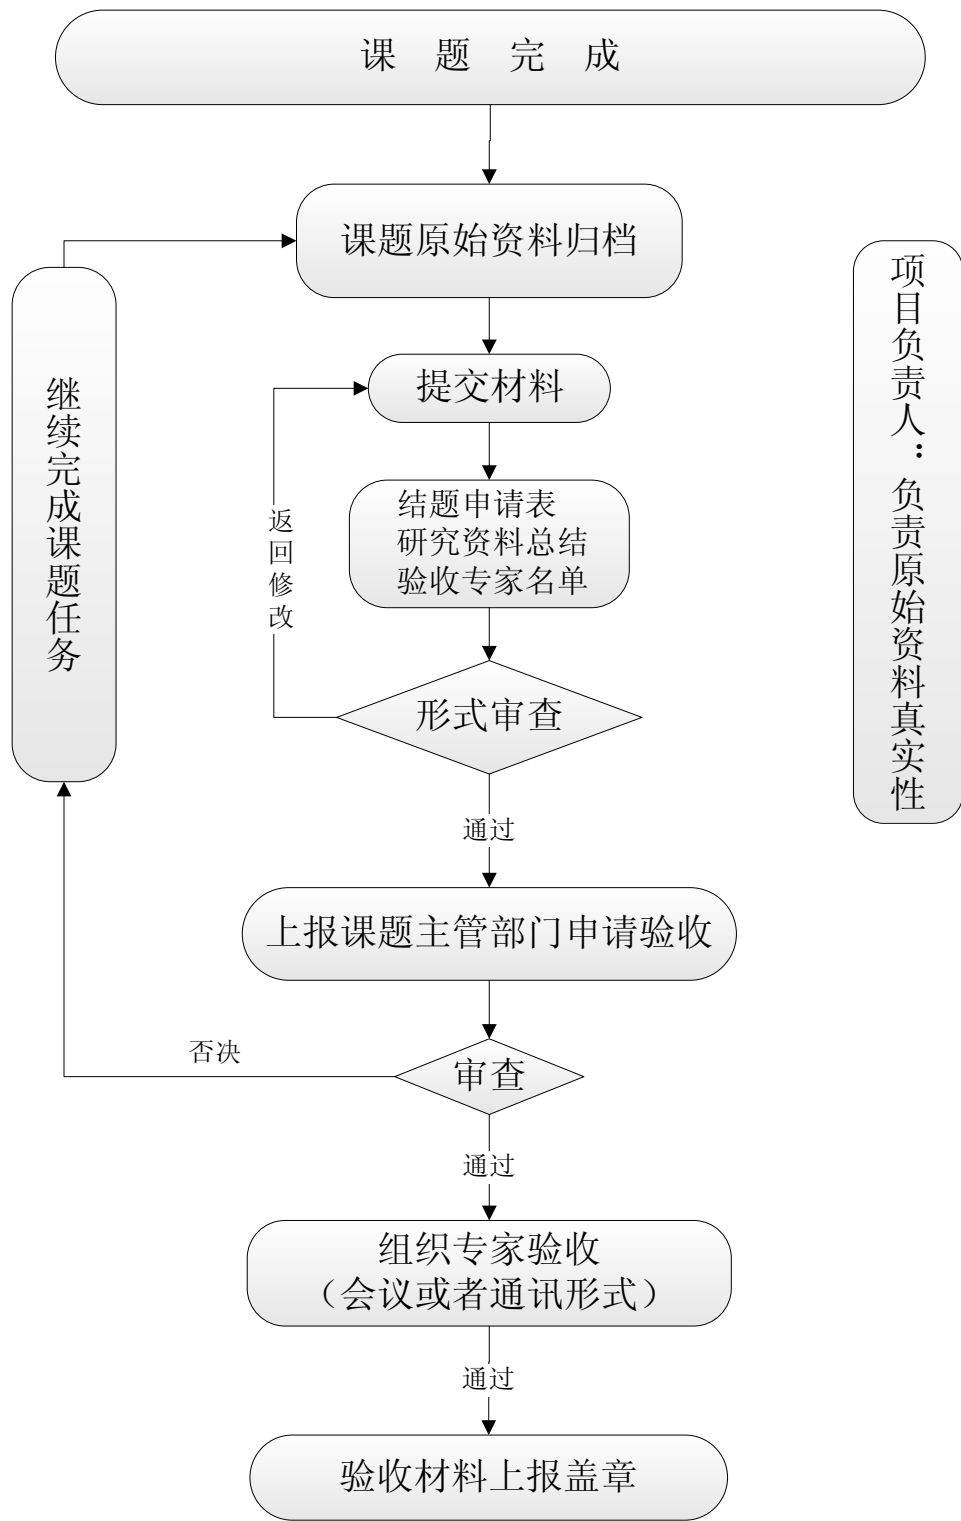 课 题 完 成
课题原始资料归档
提交材料
结题申请表
研究资料总结
验收专家名单
返回修改
形式审查
通过
上报课题主管部门申请验收
否决
审查
通过
组织专家验收
（会议或者通讯形式）
通过
验收材料上报盖章
继续完成课题任务
项目负责人：负责原始资料真实性